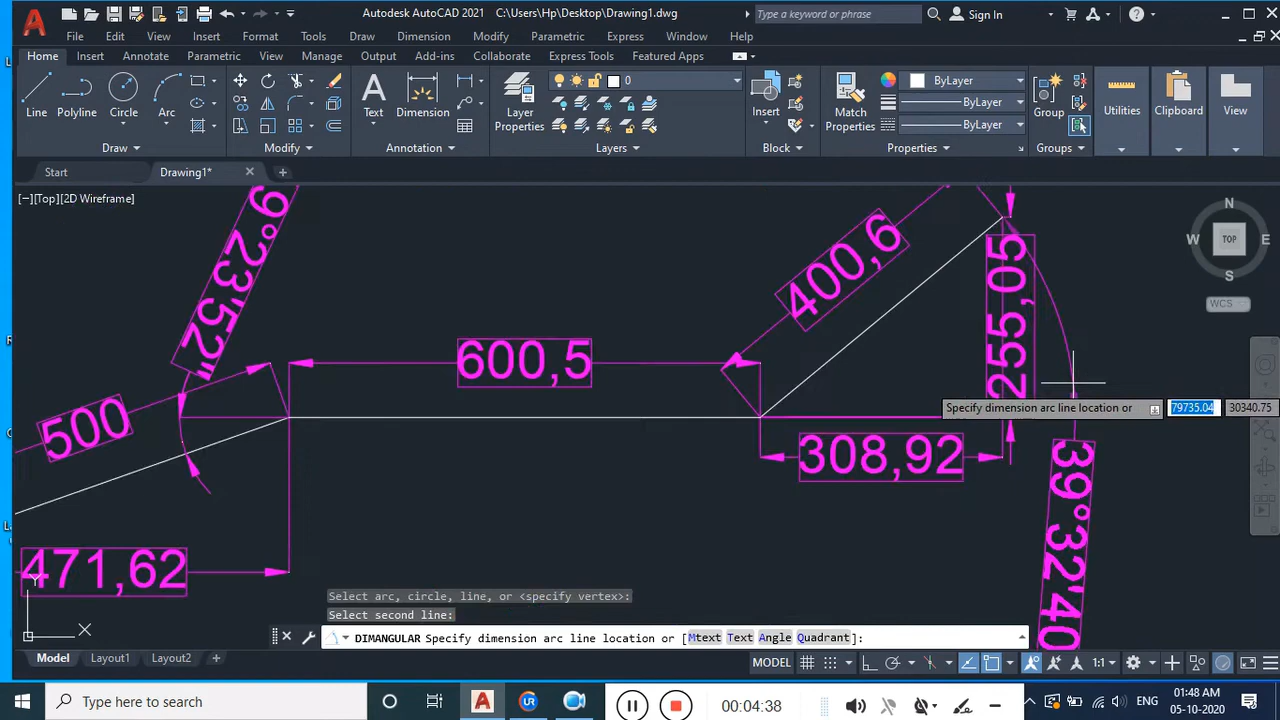 Autodesk AutoCAD 2021 C:\Users\Hp\Desktop\Drawing1.dwg
Type a keyword or phrase
Sign In
File Edit View Insert Format Tools Draw Dimension Modify Parametric Express Window Help
Home Insert Annotate Parametric View Manage Output Add-ins Collaborate Express Tools Featured Apps
0
ByLayer
ByLayer
ByLayer
Line Polyline Circle Arc
Text Dimension
Layer Properties
Insert
Match Properties
Group
Utilities
Clipboard
View
Draw Modify Annotation Layers Block Properties Groups
Start Drawing1*
[−][Top][2D Wireframe]
N
W TOP E
S
WCS
9°23'52"
400,6
255,05
600,5
500
Specify dimension arc line location or 79735.04 30340.75
308,92
39°32'40
471,62
Y
X
Select arc, circle, line, or <specify vertex>:
Select second line:
DIMANGULAR Specify dimension arc line location or [Mtext Text Angle Quadrant]:
Model Layout1 Layout2 +
MODEL
1:1
Type here to search
00:04:38
ENG
01:48 AM
05-10-2020